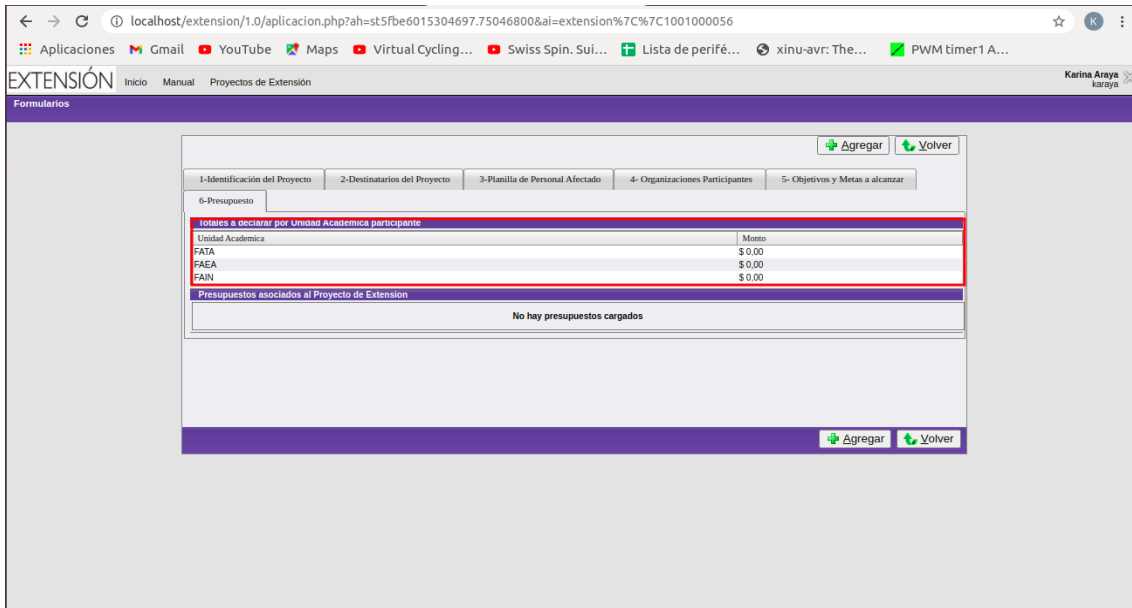 localhost/extension/1.0/aplicacion.php?ah=st5fbe6015304697.75046800&ai=extension%7C%7C1001000056
K
Aplicaciones Gmail YouTube Maps Virtual Cycling... Swiss Spin. Sui... Lista de perifé... xinu-avr: The... PWM timer1 A...
EXTENSIÓN Inicio Manual Proyectos de Extensión Karina Araya
karaya
Formularios
Agregar Volver
1-Identificación del Proyecto 2-Destinatarios del Proyecto 3-Planilla de Personal Afectado 4- Organizaciones Participantes 5- Objetivos y Metas a alcanzar
6-Presupuesto
Totales a declarar por Unidad Academica participante
Unidad Academica Monto
FATA $ 0,00
FAEA $ 0,00
FAIN $ 0,00
Presupuestos asociados al Proyecto de Extension
No hay presupuestos cargados
Agregar Volver